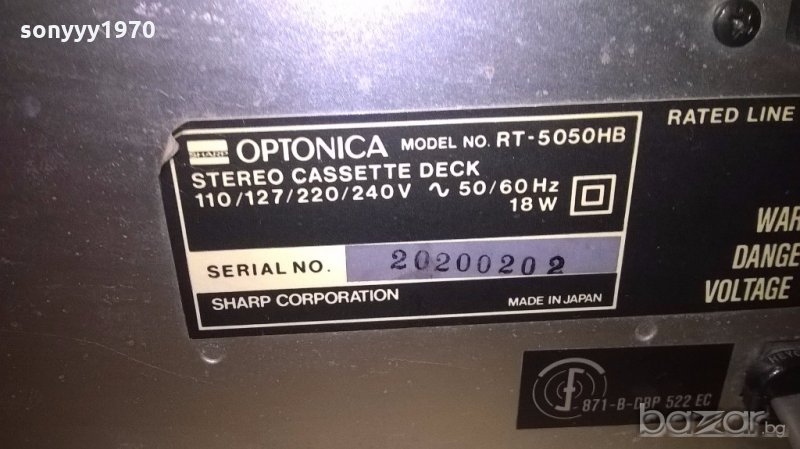 sonyyy1970
SHARP OPTONICA MODEL NO. RT-5050HB
STEREO CASSETTE DECK
110/127/220/240V ∿ 50/60Hz
18W
SERIAL NO. 20200202
SHARP CORPORATION MADE IN JAPAN
RATED LINE
WAR
DANGE
VOLTAGE
871-B-DBP 522 EC
bazar.bg